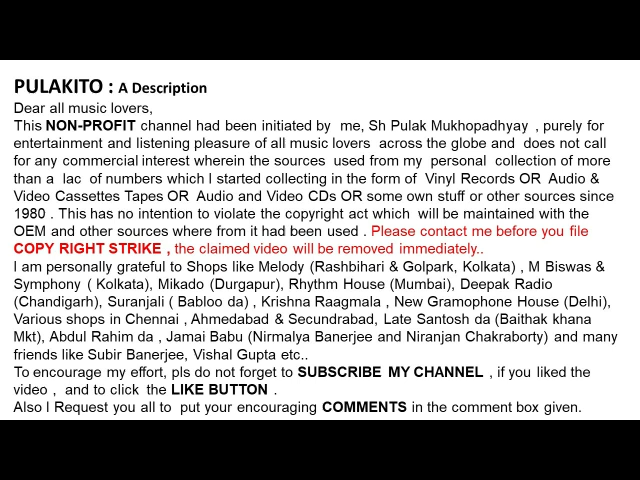 PULAKITO : A Description
Dear all music lovers,
This NON-PROFIT channel had been initiated by me, Sh Pulak Mukhopadhyay , purely for
entertainment and listening pleasure of all music lovers across the globe and does not call
for any commercial interest wherein the sources used from my personal collection of more
than a lac of numbers which I started collecting in the form of Vinyl Records OR Audio &
Video Cassettes Tapes OR Audio and Video CDs OR some own stuff or other sources since
1980 . This has no intention to violate the copyright act which will be maintained with the
OEM and other sources where from it had been used . Please contact me before you file
COPY RIGHT STRIKE , the claimed video will be removed immediately..
I am personally grateful to Shops like Melody (Rashbihari & Golpark, Kolkata) , M Biswas &
Symphony ( Kolkata), Mikado (Durgapur), Rhythm House (Mumbai), Deepak Radio
(Chandigarh), Suranjali ( Babloo da) , Krishna Raagmala , New Gramophone House (Delhi),
Various shops in Chennai , Ahmedabad & Secundrabad, Late Santosh da (Baithak khana
Mkt), Abdul Rahim da , Jamai Babu (Nirmalya Banerjee and Niranjan Chakraborty) and many
friends like Subir Banerjee, Vishal Gupta etc..
To encourage my effort, pls do not forget to SUBSCRIBE MY CHANNEL , if you liked the
video , and to click the LIKE BUTTON .
Also I Request you all to put your encouraging COMMENTS in the comment box given.